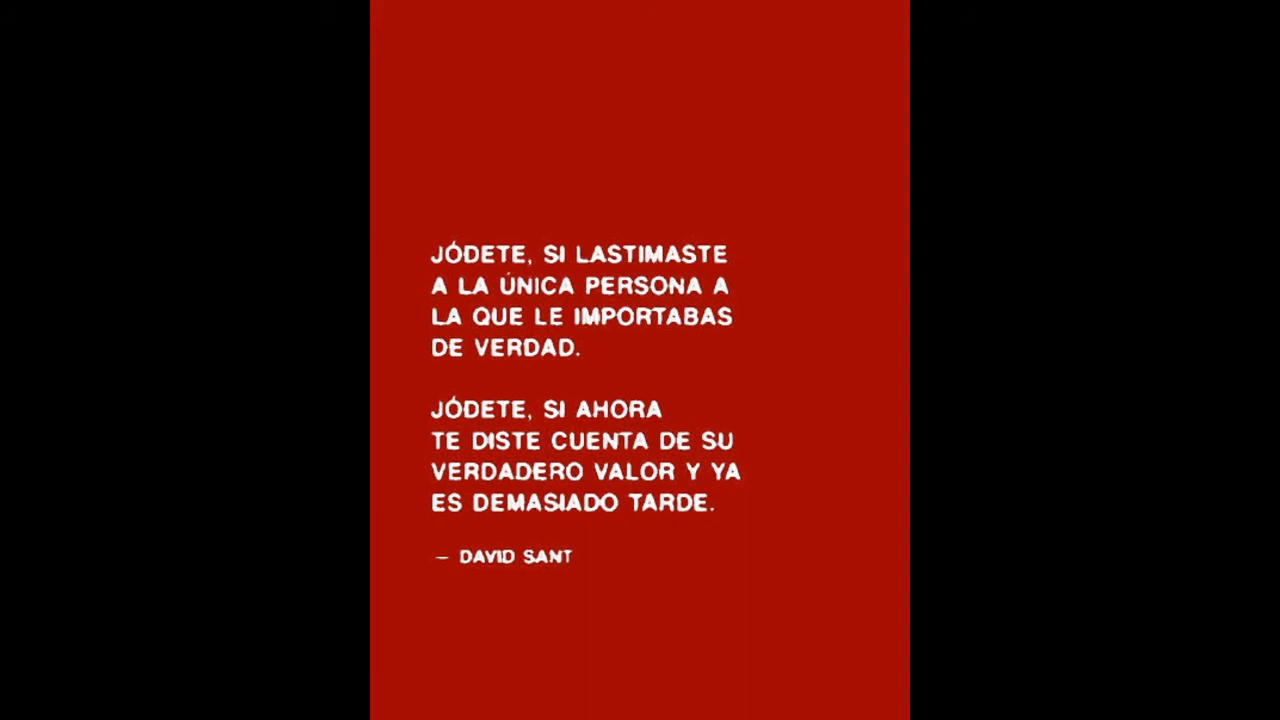 JÓDETE, SI LASTIMASTE
A LA ÚNICA PERSONA A
LA QUE LE IMPORTABAS
DE VERDAD.
JÓDETE, SI AHORA
TE DISTE CUENTA DE SU
VERDADERO VALOR Y YA
ES DEMASIADO TARDE.
– DAVID SANT